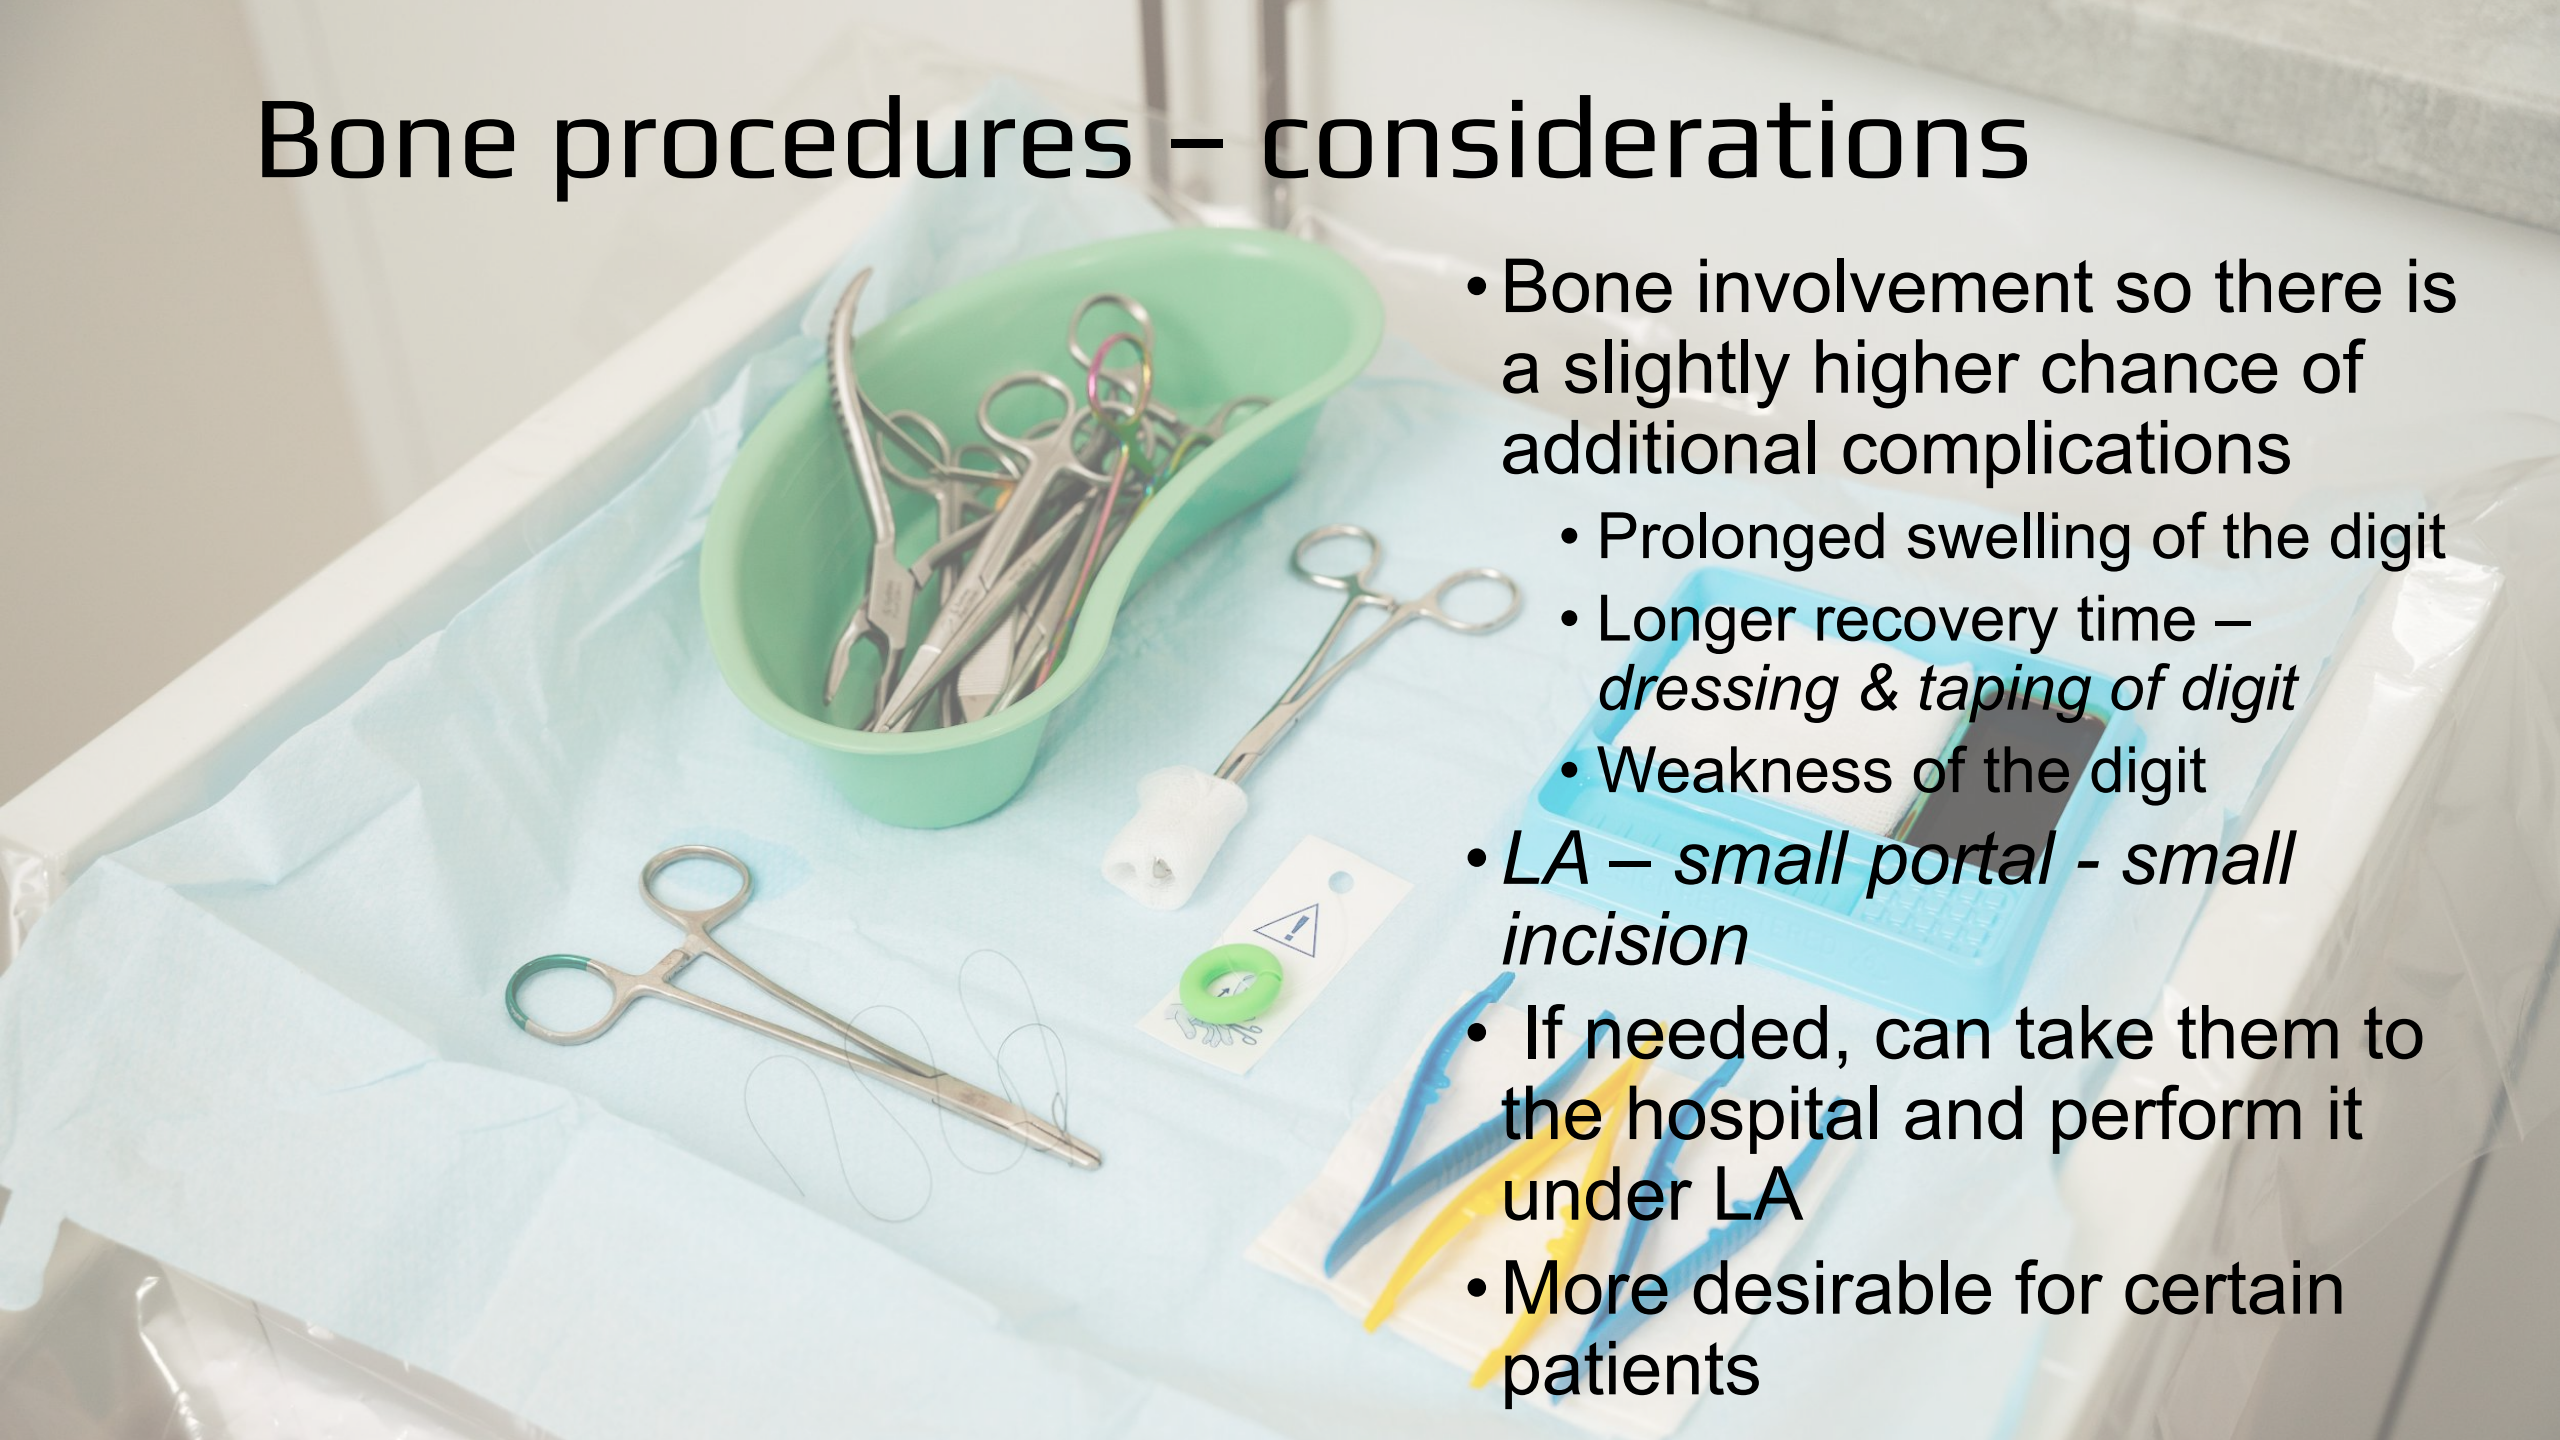 Bone procedures – considerations
• Bone involvement so there is
a slightly higher chance of
additional complications
• Prolonged swelling of the digit
• Longer recovery time –
dressing & taping of digit
• Weakness of the digit
• LA – small portal - small
incision
• If needed, can take them to
the hospital and perform it
under LA
• More desirable for certain
patients